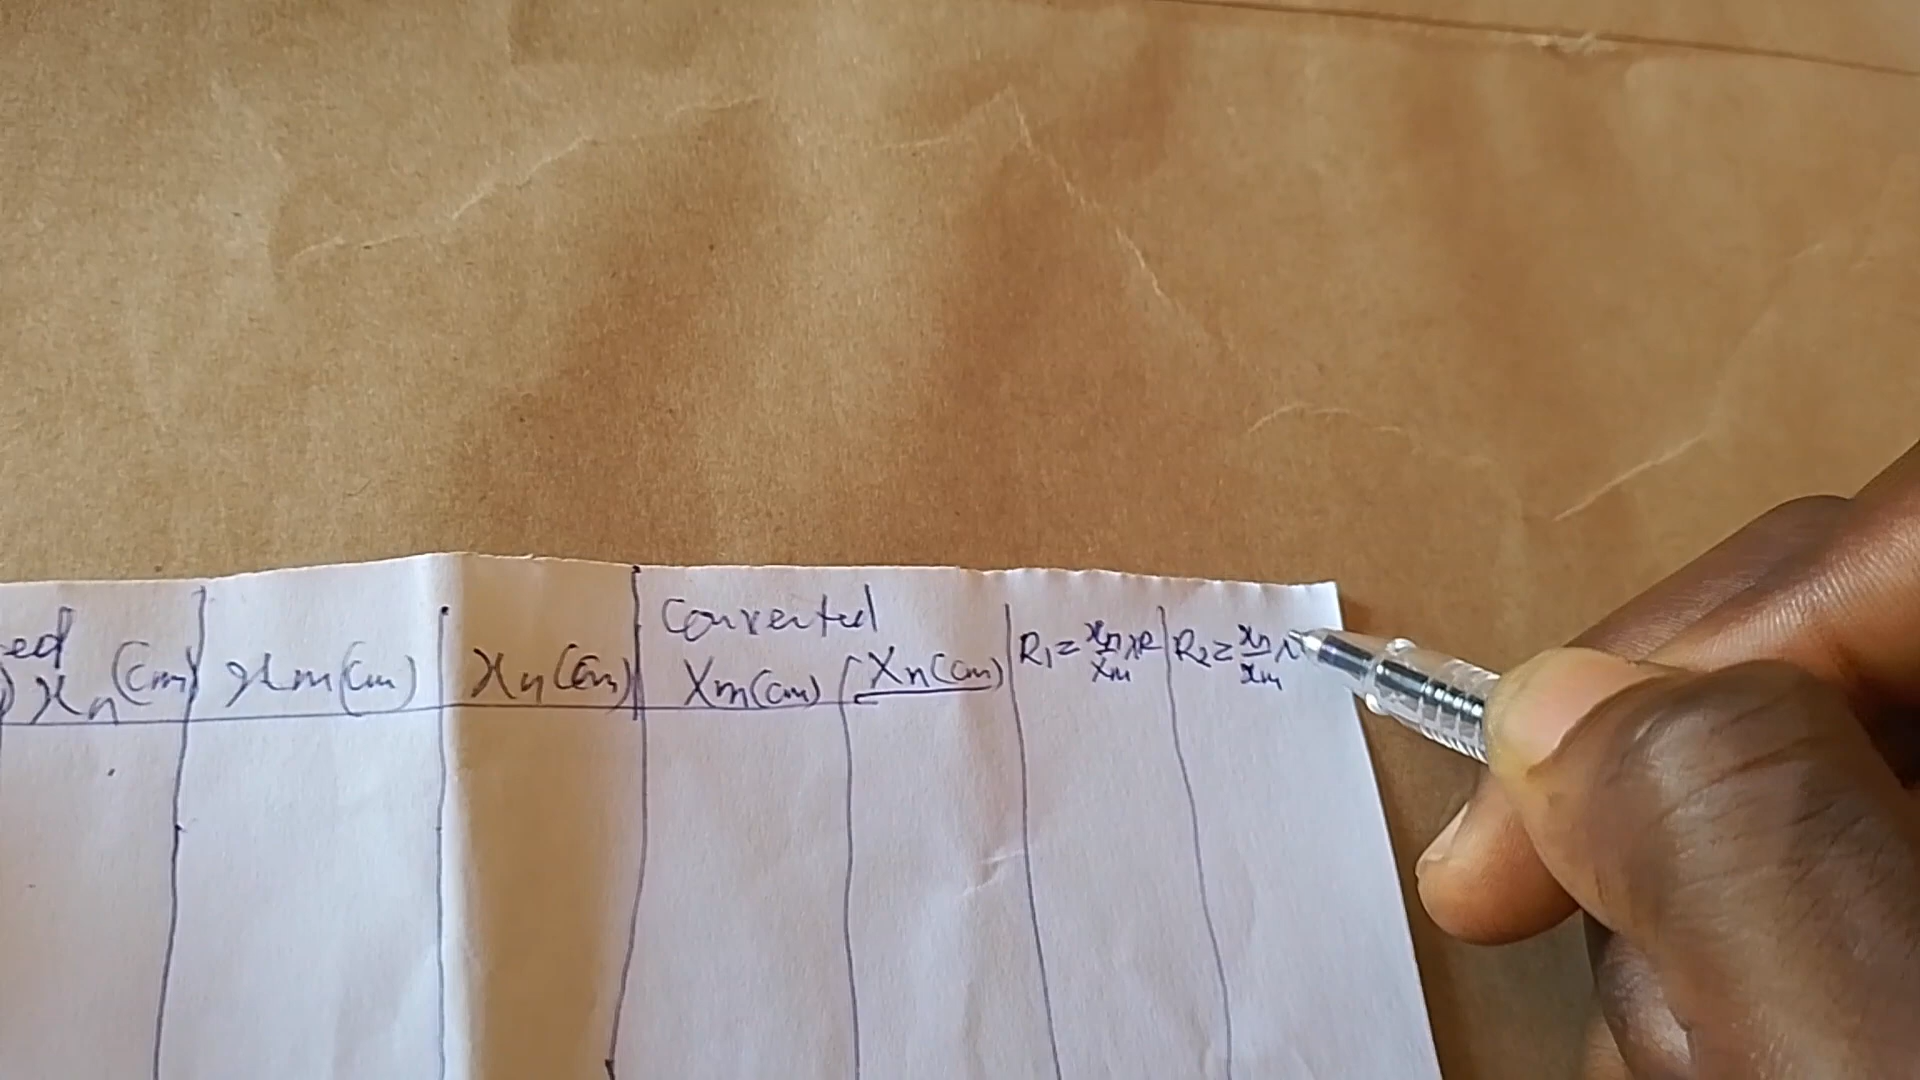 Converted
xn(cm) xm(cm) xn(cm) Xm(cm) Xn(cm) R1 = xn/xm xR R2 = xn/xm x